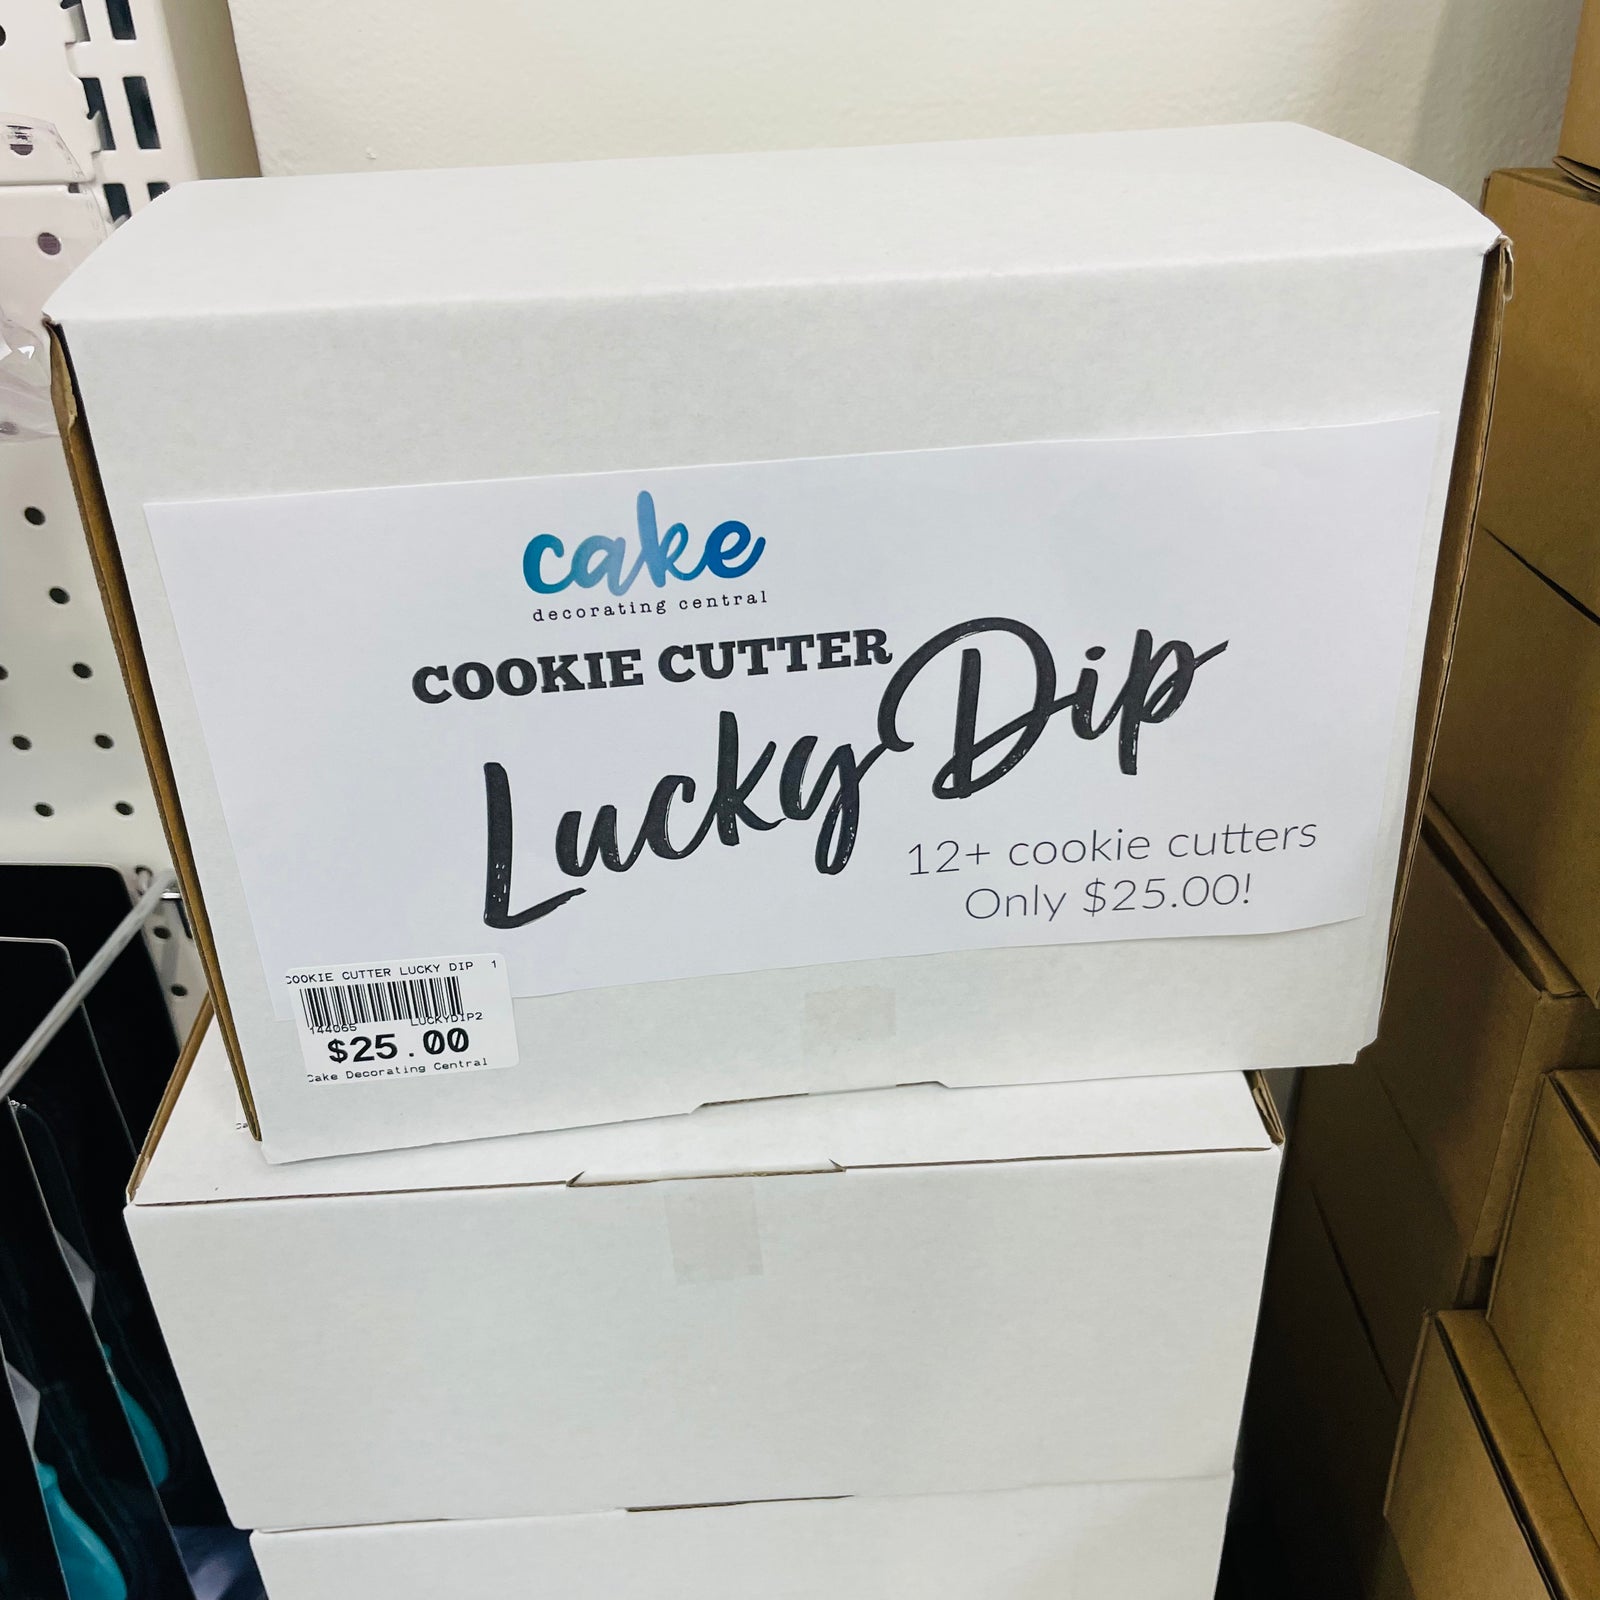 cake
decorating central
COOKIE CUTTER
Lucky Dip
12+ cookie cutters
Only $25.00!
COOKIE CUTTER LUCKY DIP 1
144065 LUCKYDIP2
$25.00
Cake Decorating Central